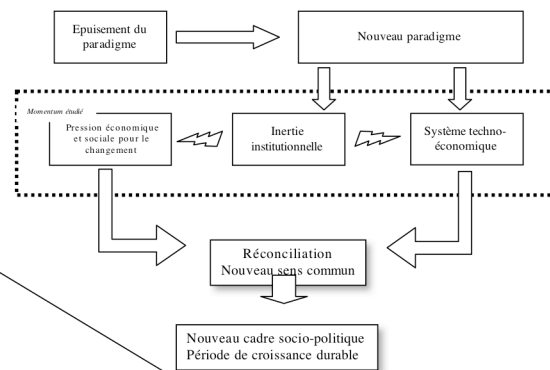 Epuisement du
paradigme
Nouveau paradigme
Momentum étudié
Pression économique
et sociale pour le
changement
Inertie
institutionnelle
Système techno-
économique
Réconciliation
Nouveau sens commun
Nouveau cadre socio-politique
Période de croissance durable